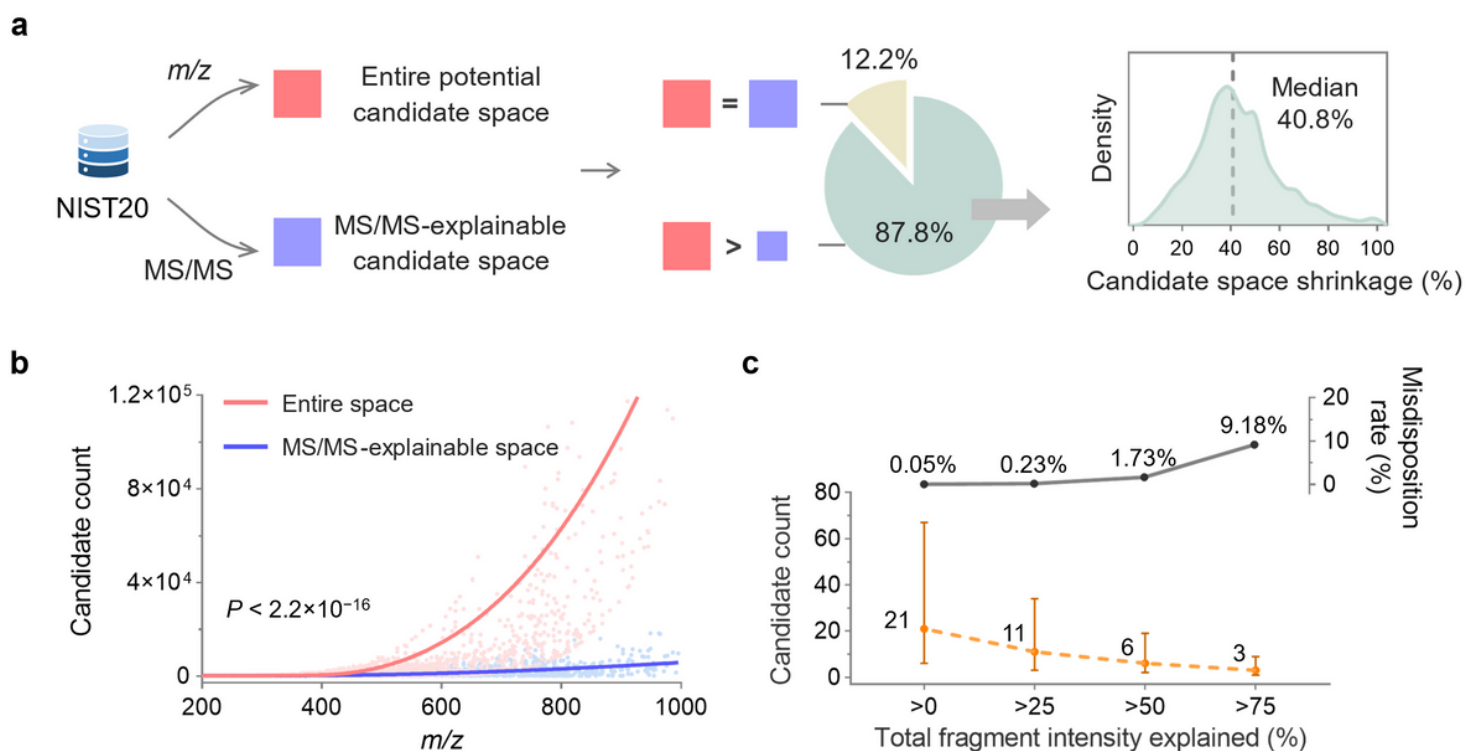 a
m/z
NIST20
MS/MS
Entire potential
candidate space
MS/MS-explainable
candidate space
=
>
12.2%
87.8%
Density
Median
40.8%
0 20 40 60 80 100
Candidate space shrinkage (%)
b
Candidate count
1.2×10⁵
8×10⁴
4×10⁴
0
Entire space
MS/MS-explainable space
P < 2.2×10⁻¹⁶
200 400 600 800 1000
m/z
c
Misdisposition
rate (%)
20
10
0
0.05% 0.23% 1.73% 9.18%
Candidate count
80
60
40
20
0
21 11 6 3
>0 >25 >50 >75
Total fragment intensity explained (%)